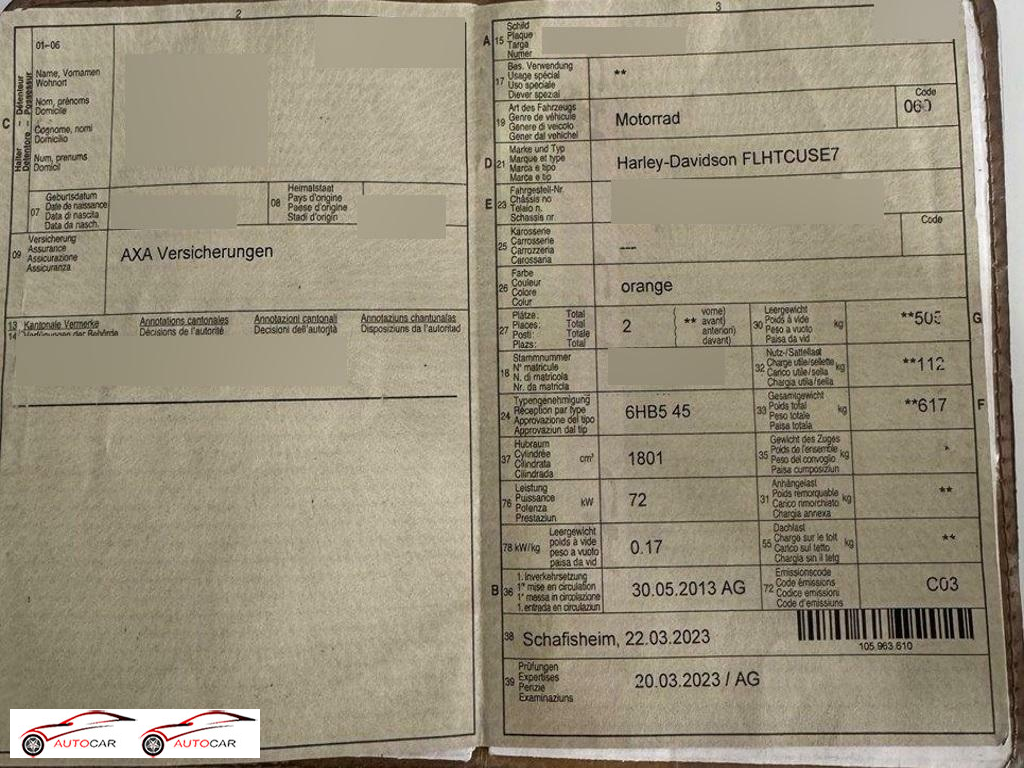 2
01–06
Halter – Détenteur
Detentore – Possessur
C
Name, Vornamen
Wohnort
Nom, prénoms
Domicile
Cognome, nomi
Domicilio
Num, prenums
Domicil
07
Geburtsdatum
Date de naissance
Data di nascita
Data da nasch.
08
Heimatstaat
Pays d'origine
Paese d'origine
Stadi d'origin
09
Versicherung
Assurance
Assicurazione
Assicuranza
AXA Versicherungen
13
14
Kantonale Vermerke
Verfügungen der Behörde
Annotations cantonales
Décisions de l'autorité
Annotazioni cantonali
Decisioni dell'autorità
Annotaziuns chantunalas
Disposiziuns da l'autoritad
3
A 15
Schild
Plaque
Targa
Numer
17
Bes. Verwendung
Usage spécial
Uso speciale
Diever spezial
**
19
Art des Fahrzeugs
Genre de véhicule
Genere di veicolo
Gener dal vehichel
Motorrad
Code
060
D 21
Marke und Typ
Marque et type
Marca e tipo
Marca e tip
Harley-Davidson FLHTCUSE7
E 23
Fahrgestell-Nr.
Châssis no
Telaio n.
Schassis nr.
25
Karosserie
Carrosserie
Carrozzeria
Carossaria
---
Code
26
Farbe
Couleur
Colore
Colur
orange
27
Plätze: Total
Places: Total
Posti: Totale
Plazs: Total
2
( vorne)
( ** avant)
( anteriori)
( davant)
30
Leergewicht
Poids à vide
Peso a vuoto
Paisa da vid
kg
**505
G
18
Stammnummer
N° matricule
N. di matricola
Nr. da matricla
32
Nutz-/Sattellast
Charge utile/sellette
Carico utile/sella
Chargia utila/sella
kg
**112
24
Typengenehmigung
Réception par type
Approvazione del tipo
Approvaziun dal tip
6HB5 45
33
Gesamtgewicht
Poids total
Peso totale
Paisa totala
kg
**617
F
37
Hubraum
Cylindrée
Cilindrata
Cilindrada
cm³
1801
35
Gewicht des Zuges
Poids de l'ensemble
Peso del convoglio
Paisa cumposiziun
kg
*
76
Leistung
Puissance
Potenza
Prestaziun
kW
72
31
Anhängelast
Poids remorquable
Carico rimorchiato
Chargia annexa
kg
**
78 kW/kg
Leergewicht
poids à vide
peso a vuoto
paisa da vid
0.17
55
Dachlast
Charge sur le toit
Carico sul tetto
Chargia sin il tetg
kg
**
B 36
1. Inverkehrsetzung
1re mise en circulation
1a messa in circolazione
1. entrada en circulaziun
30.05.2013 AG
72
Emissionscode
Code émissions
Codice emissioni
Code d'emissiuns
C03
38
Schafisheim, 22.03.2023
105.963.610
39
Prüfungen
Expertises
Perizie
Examinaziuns
20.03.2023 / AG
AUTOCAR
AUTOCAR